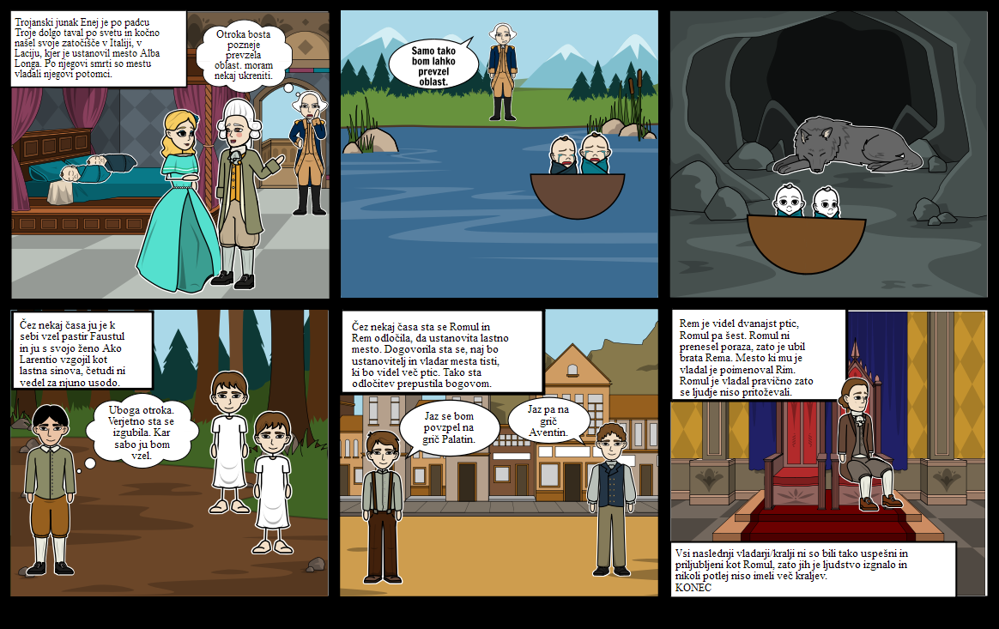 Trojanski junak Enej je po padcu
Troje dolgo taval po svetu in kočno
našel svoje zatočišče v Italiji, v
Laciju, kjer je ustanovil mesto Alba
Longa. Po njegovi smrti so mestu
vladali njegovi potomci.
Otroka bosta
pozneje
prevzela
oblast. moram
nekaj ukreniti.
Samo tako
bom lahko
prevzel
oblast.
Čez nekaj časa ju je k
sebi vzel pastir Faustul
in ju s svojo ženo Ako
Larentio vzgojil kot
lastna sinova, četudi ni
vedel za njuno usodo.
Uboga otroka.
Verjetno sta se
izgubila. Kar
sabo ju bom
vzel.
Čez nekaj časa sta se Romul in
Rem odločila, da ustanovita lastno
mesto. Dogovorila sta se, naj bo
ustanovitelj in vladar mesta tisti,
ki bo videl več ptic. Tako sta
odločitev prepustila bogovom.
Jaz se bom
povzpel na
grič Palatin.
Jaz pa na
grič
Aventin.
Rem je videl dvanajst ptic,
Romul pa šest. Romul ni
prenesel poraza, zato je ubil
brata Rema. Mesto ki mu je
vladal je poimenoval Rim.
Romul je vladal pravično zato
se ljudje niso pritoževali.
Vsi naslednji vladarji/kralji ni so bili tako uspešni in
priljubljeni kot Romul, zato jih je ljudstvo izgnalo in
nikoli potlej niso imeli več kraljev.
KONEC